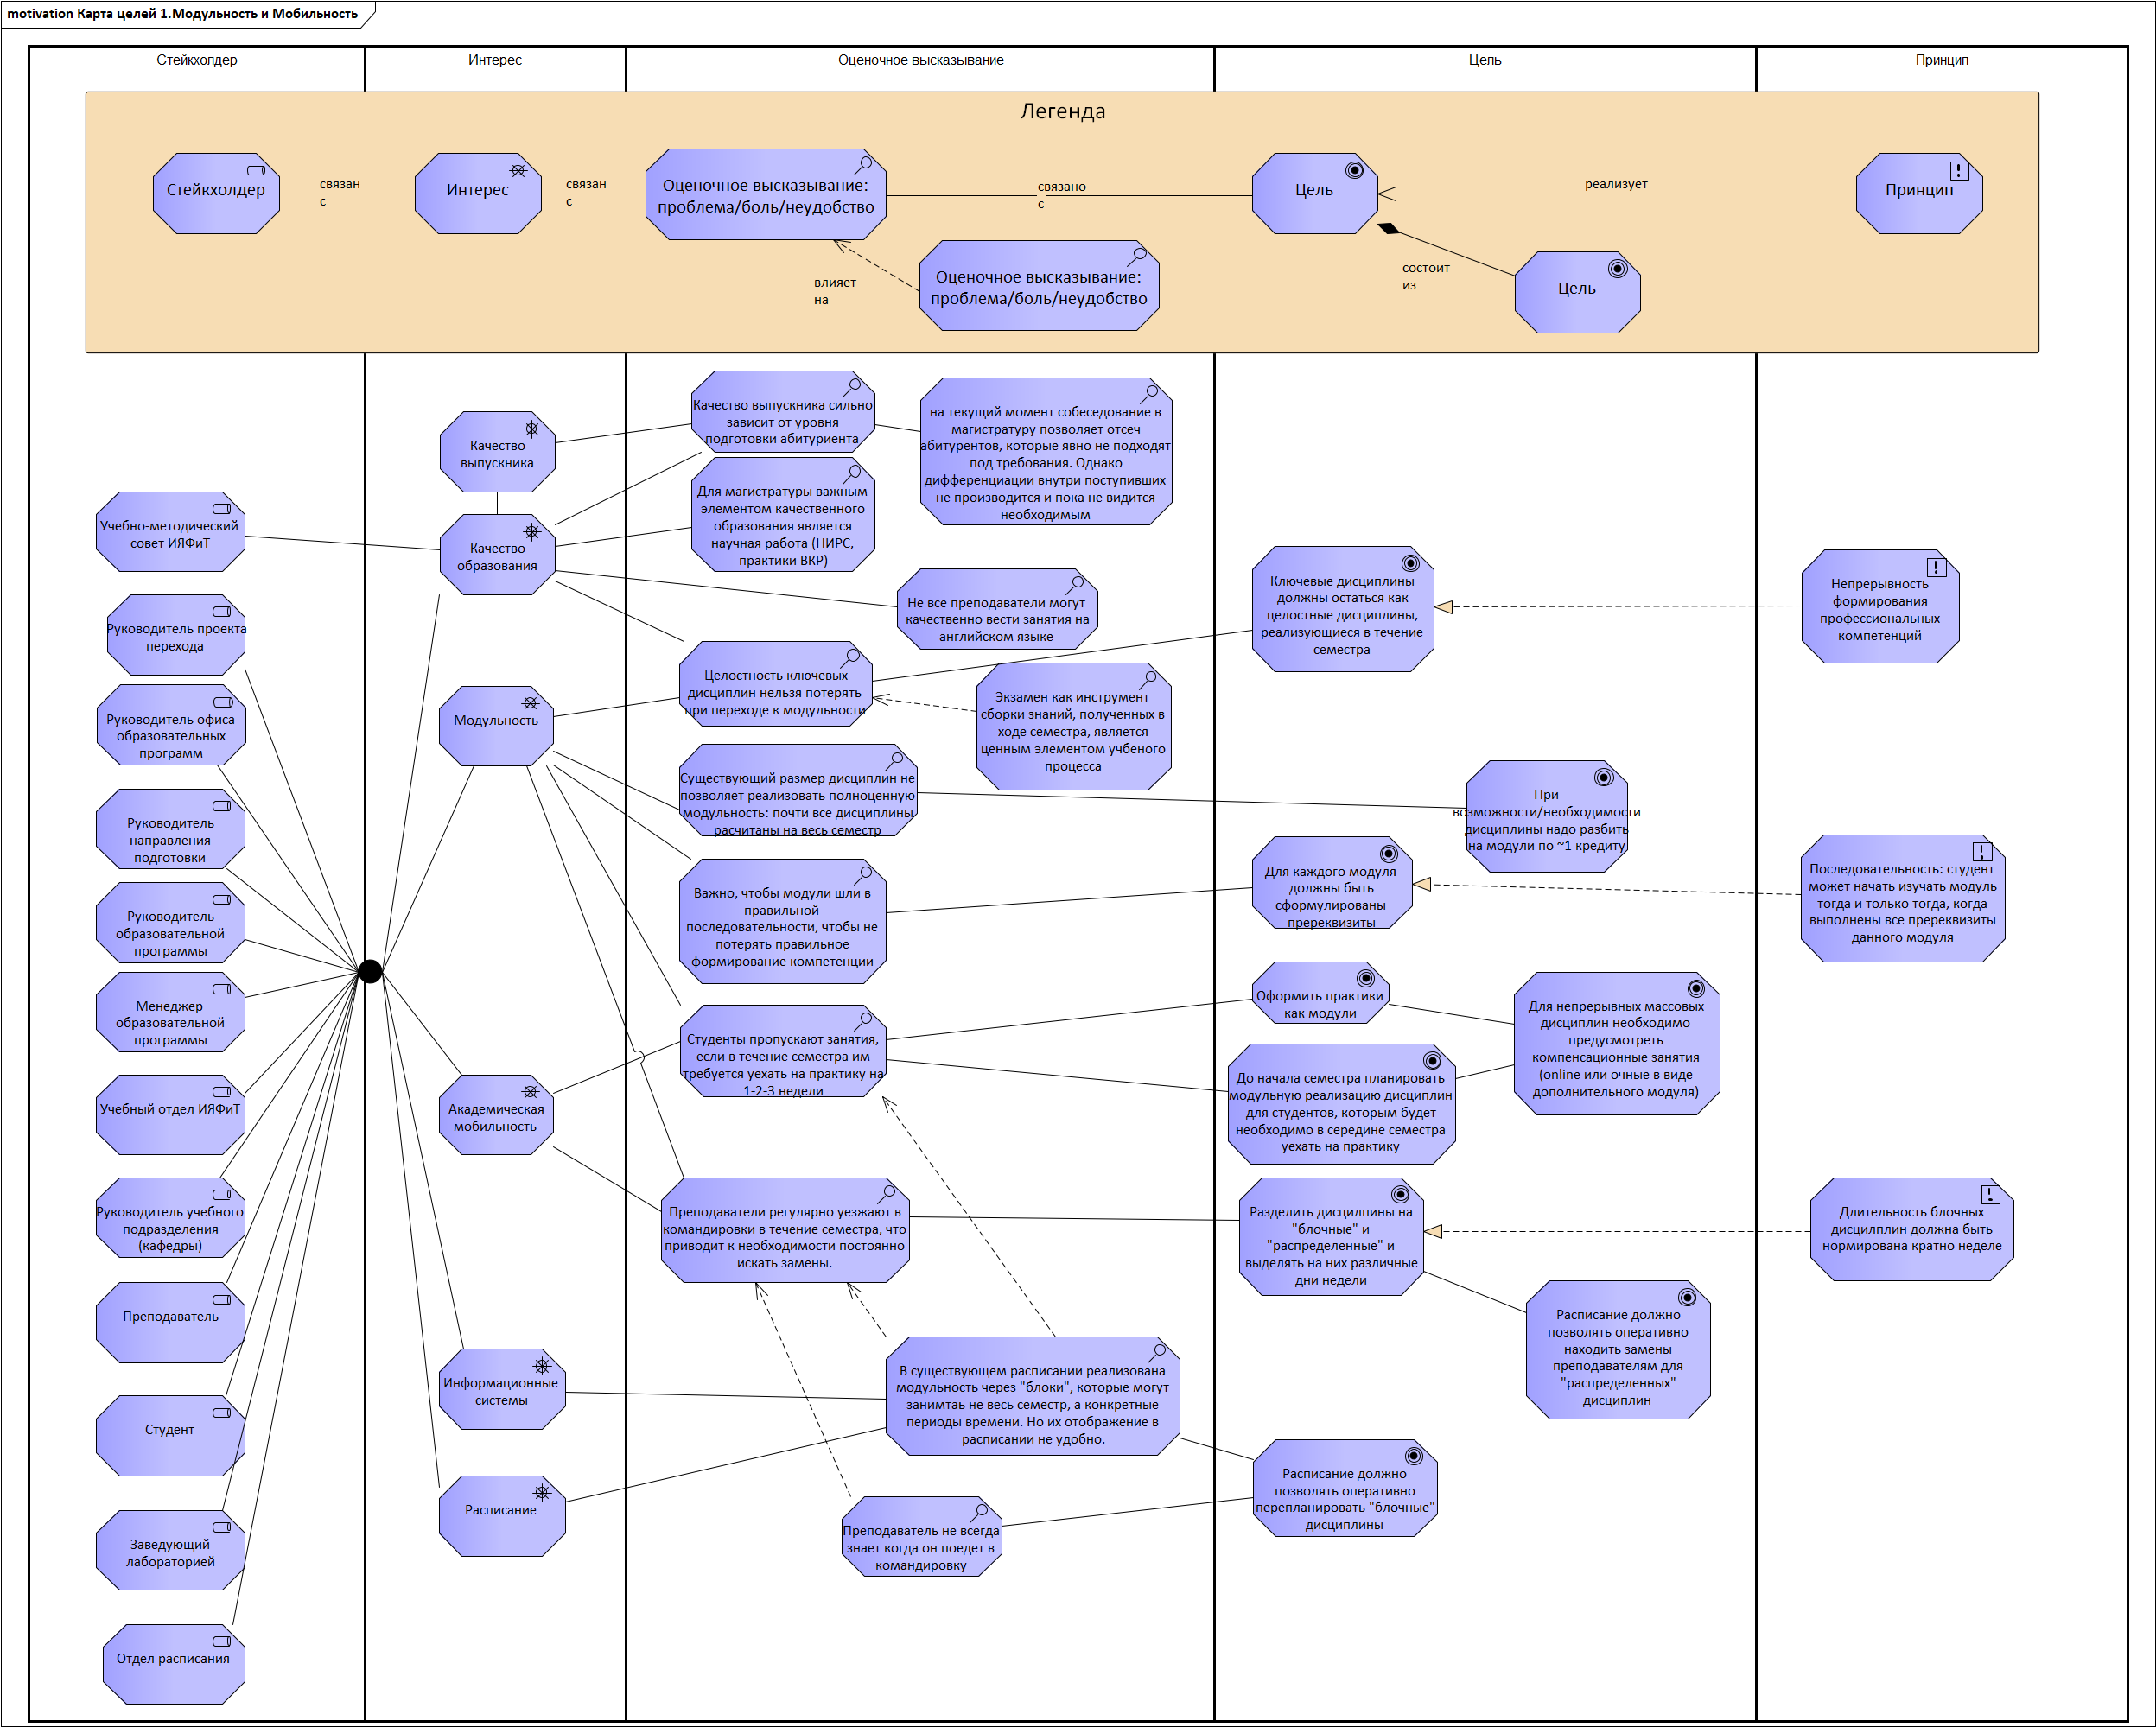 motivation Карта целей 1.Модульность и Мобильность
Стейкхолдер
Интерес
Оценочное высказывание
Цель
Принцип
Легенда
Стейкхолдер
связан
с
Интерес
связан
с
Оценочное высказывание:
проблема/боль/неудобство
связано
с
Цель
реализует
Принцип
влияет
на
Оценочное высказывание:
проблема/боль/неудобство
состоит
из
Цель
Учебно-методический
совет ИЯФиТ
Руководитель проекта
перехода
Руководитель офиса
образовательных
программ
Руководитель
направления
подготовки
Руководитель
образовательной
программы
Менеджер
образовательной
программы
Учебный отдел ИЯФиТ
Руководитель учебного
подразделения
(кафедры)
Преподаватель
Студент
Заведующий
лабораторией
Отдел расписания
Качество
выпускника
Качество
образования
Модульность
Академическая
мобильность
Информационные
системы
Расписание
Качество выпускника сильно
зависит от уровня
подготовки абитуриента
на текущий момент собеседование в
магистратуру позволяет отсеч
абитурентов, которые явно не подходят
под требования. Однако
дифференциации внутри поступивших
не производится и пока не видится
необходимым
Для магистратуры важным
элементом качественного
образования является
научная работа (НИРС,
практики ВКР)
Не все преподаватели могут
качественно вести занятия на
английском языке
Целостность ключевых
дисциплин нельзя потерять
при переходе к модульности
Экзамен как инструмент
сборки знаний, полученных в
ходе семестра, является
ценным элементом учбеного
процесса
Существующий размер дисциплин не
позволяет реализовать полноценную
модульность: почти все дисциплины
расчитаны на весь семестр
Важно, чтобы модули шли в
правильной
последовательности, чтобы не
потерять правильное
формирование компетенции
Студенты пропускают занятия,
если в течение семестра им
требуется уехать на практику на
1-2-3 недели
Преподаватели регулярно уезжают в
командировки в течение семестра, что
приводит к необходимости постоянно
искать замены.
В существующем расписании реализована
модульность через "блоки", которые могут
занимтаь не весь семестр, а конкретные
периоды времени. Но их отображение в
расписании не удобно.
Преподаватель не всегда
знает когда он поедет в
командировку
Ключевые дисциплины
должны остаться как
целостные дисциплины,
реализующиеся в течение
семестра
При
возможности/необходимости
дисциплины надо разбить
на модули по ~1 кредиту
Для каждого модуля
должны быть
сформулированы
пререквизиты
Оформить практики
как модули
Для непрерывных массовых
дисциплин необходимо
предусмотреть
компенсационные занятия
(online или очные в виде
дополнительного модуля)
До начала семестра планировать
модульную реализацию дисциплин
для студентов, которым будет
необходимо в середине семестра
уехать на практику
Разделить дисцилпины на
"блочные" и
"распределенные" и
выделять на них различные
дни недели
Расписание должно
позволять оперативно
находить замены
преподавателям для
"распределенных"
дисциплин
Расписание должно
позволять оперативно
перепланировать "блочные"
дисциплины
Непрерывность
формирования
профессиональных
компетенций
Последовательность: студент
может начать изучать модуль
тогда и только тогда, когда
выполнены все пререквизиты
данного модуля
Длительность блочных
дисцилплин должна быть
нормирована кратно неделе